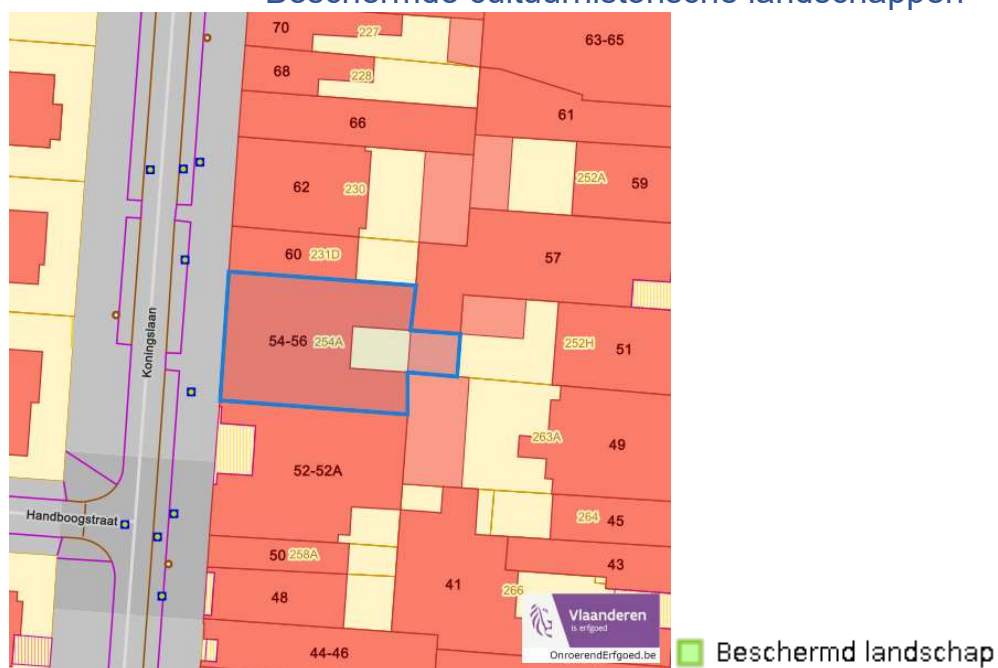 Beschermde cultuurhistorische landschappen
70
227
63-65
68
228
66
61
62
230
252A
59
60
231D
57
Koningslaan
54-56
254A
252H
51
263A
49
52-52A
Handboogstraat
264
45
50
258A
43
41
266
48
44-46
Vlaanderen
is erfgoed
OnroerendErfgoed.be
Beschermd landschap